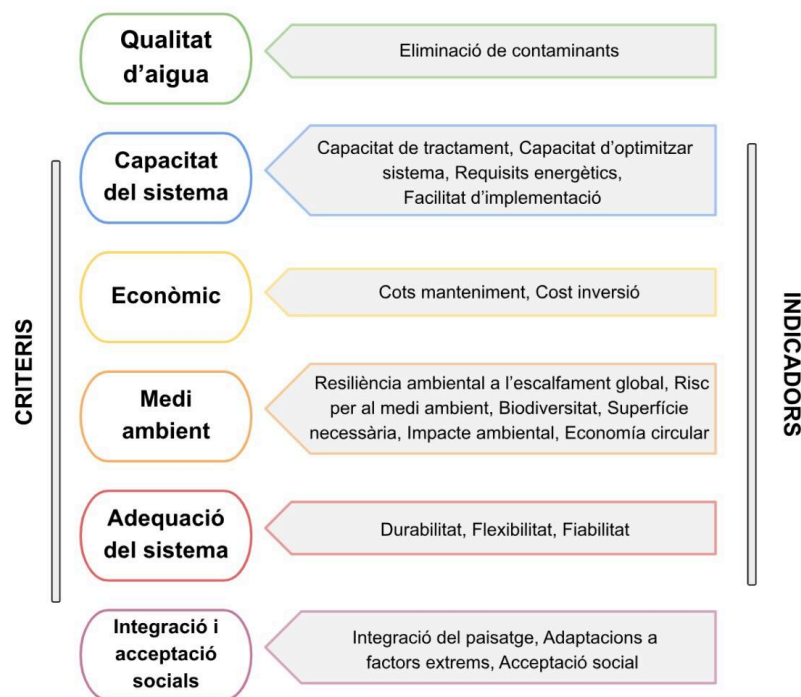 Qualitat
d’aigua
Eliminació de contaminants
Capacitat
del sistema
Capacitat de tractament, Capacitat d’optimitzar
sistema, Requisits energètics,
Facilitat d’implementació
Econòmic
Cots manteniment, Cost inversió
CRITERIS
INDICADORS
Medi
ambient
Resiliència ambiental a l’escalfament global, Risc
per al medi ambient, Biodiversitat, Superfície
necessària, Impacte ambiental, Economía circular
Adequació
del sistema
Durabilitat, Flexibilitat, Fiabilitat
Integració i
acceptació
socials
Integració del paisatge, Adaptacions a
factors extrems, Acceptació social